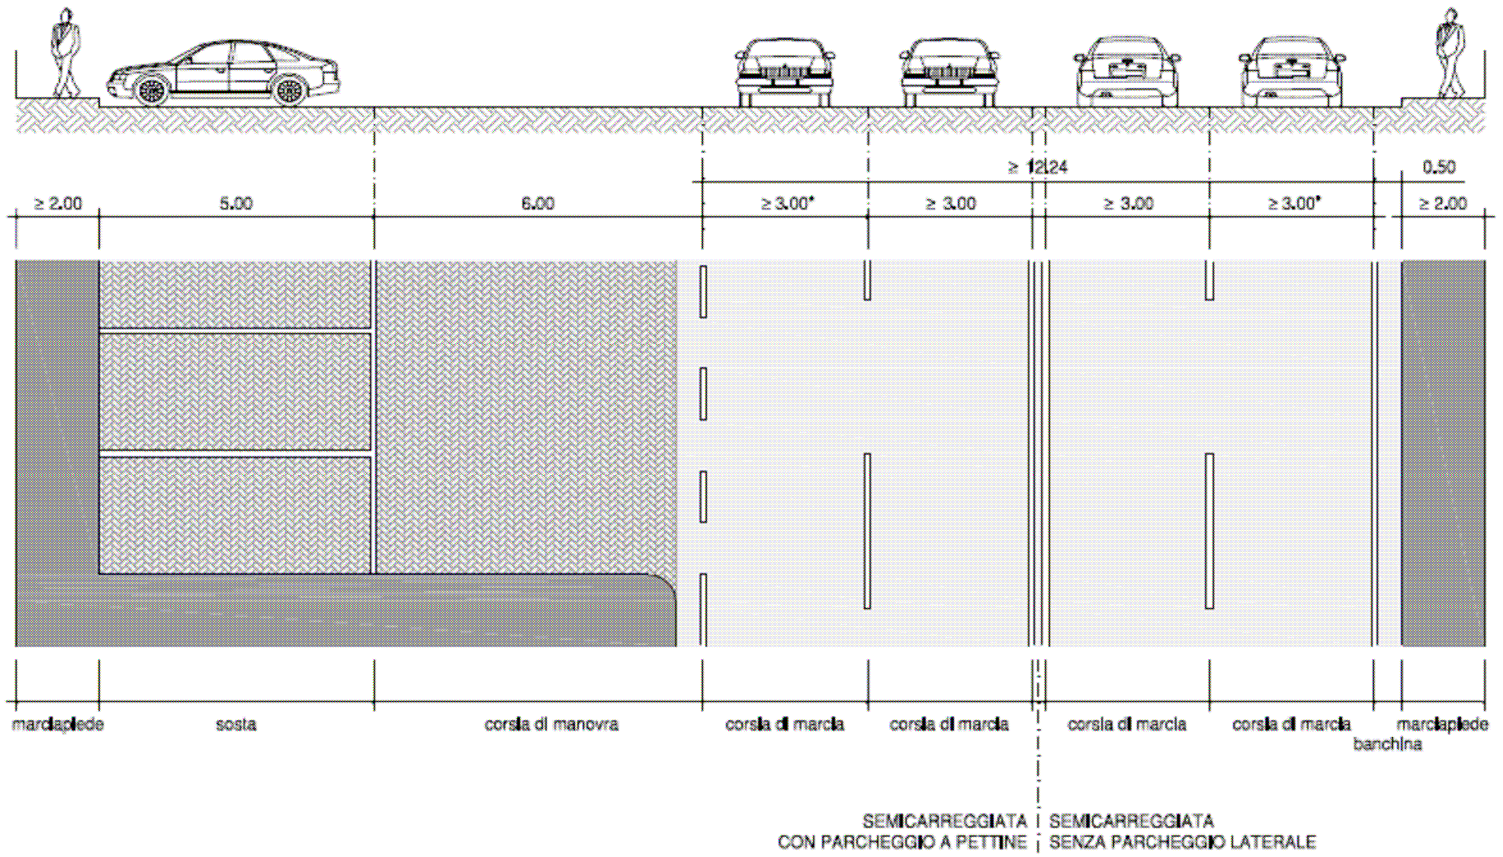 ≥ 12.24 0.50
≥ 2.00 5.00 6.00 ≥ 3.00* ≥ 3.00 ≥ 3.00 ≥ 3.00* ≥ 2.00
marciapiede sosta corsia di manovra corsia di marcia corsia di marcia corsia di marcia corsia di marcia marciapiede
banchina
SEMICARREGGIATA SEMICARREGGIATA
CON PARCHEGGIO A PETTINE SENZA PARCHEGGIO LATERALE